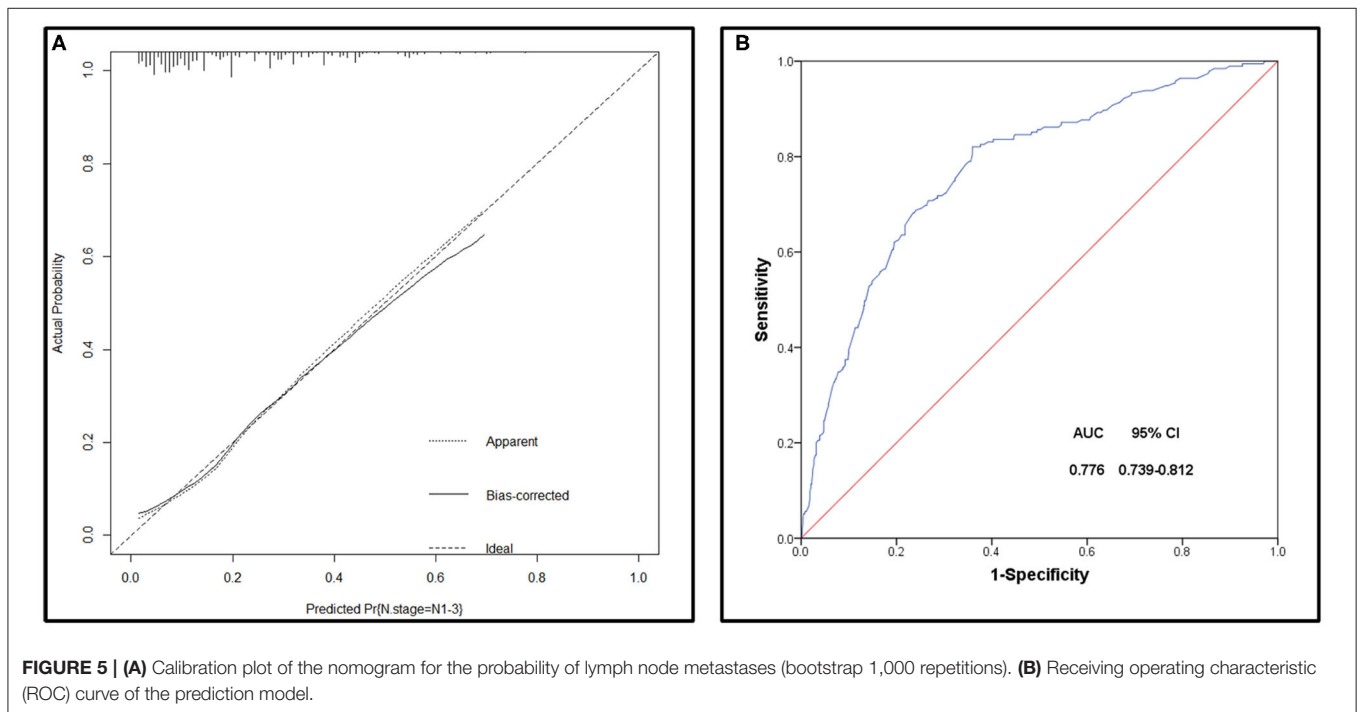 A
1.0
0.8
0.6
0.4
0.2
0.0
Actual Probability
Apparent
Bias-corrected
Ideal
0.0 0.2 0.4 0.6 0.8 1.0
Predicted Pr{N.stage=N1-3}
B
1.0
0.8
0.6
0.4
0.2
0.0
Sensitivity
AUC 95% CI
0.776 0.739-0.812
0.0 0.2 0.4 0.6 0.8 1.0
1-Specificity
FIGURE 5 | (A) Calibration plot of the nomogram for the probability of lymph node metastases (bootstrap 1,000 repetitions). (B) Receiving operating characteristic
(ROC) curve of the prediction model.